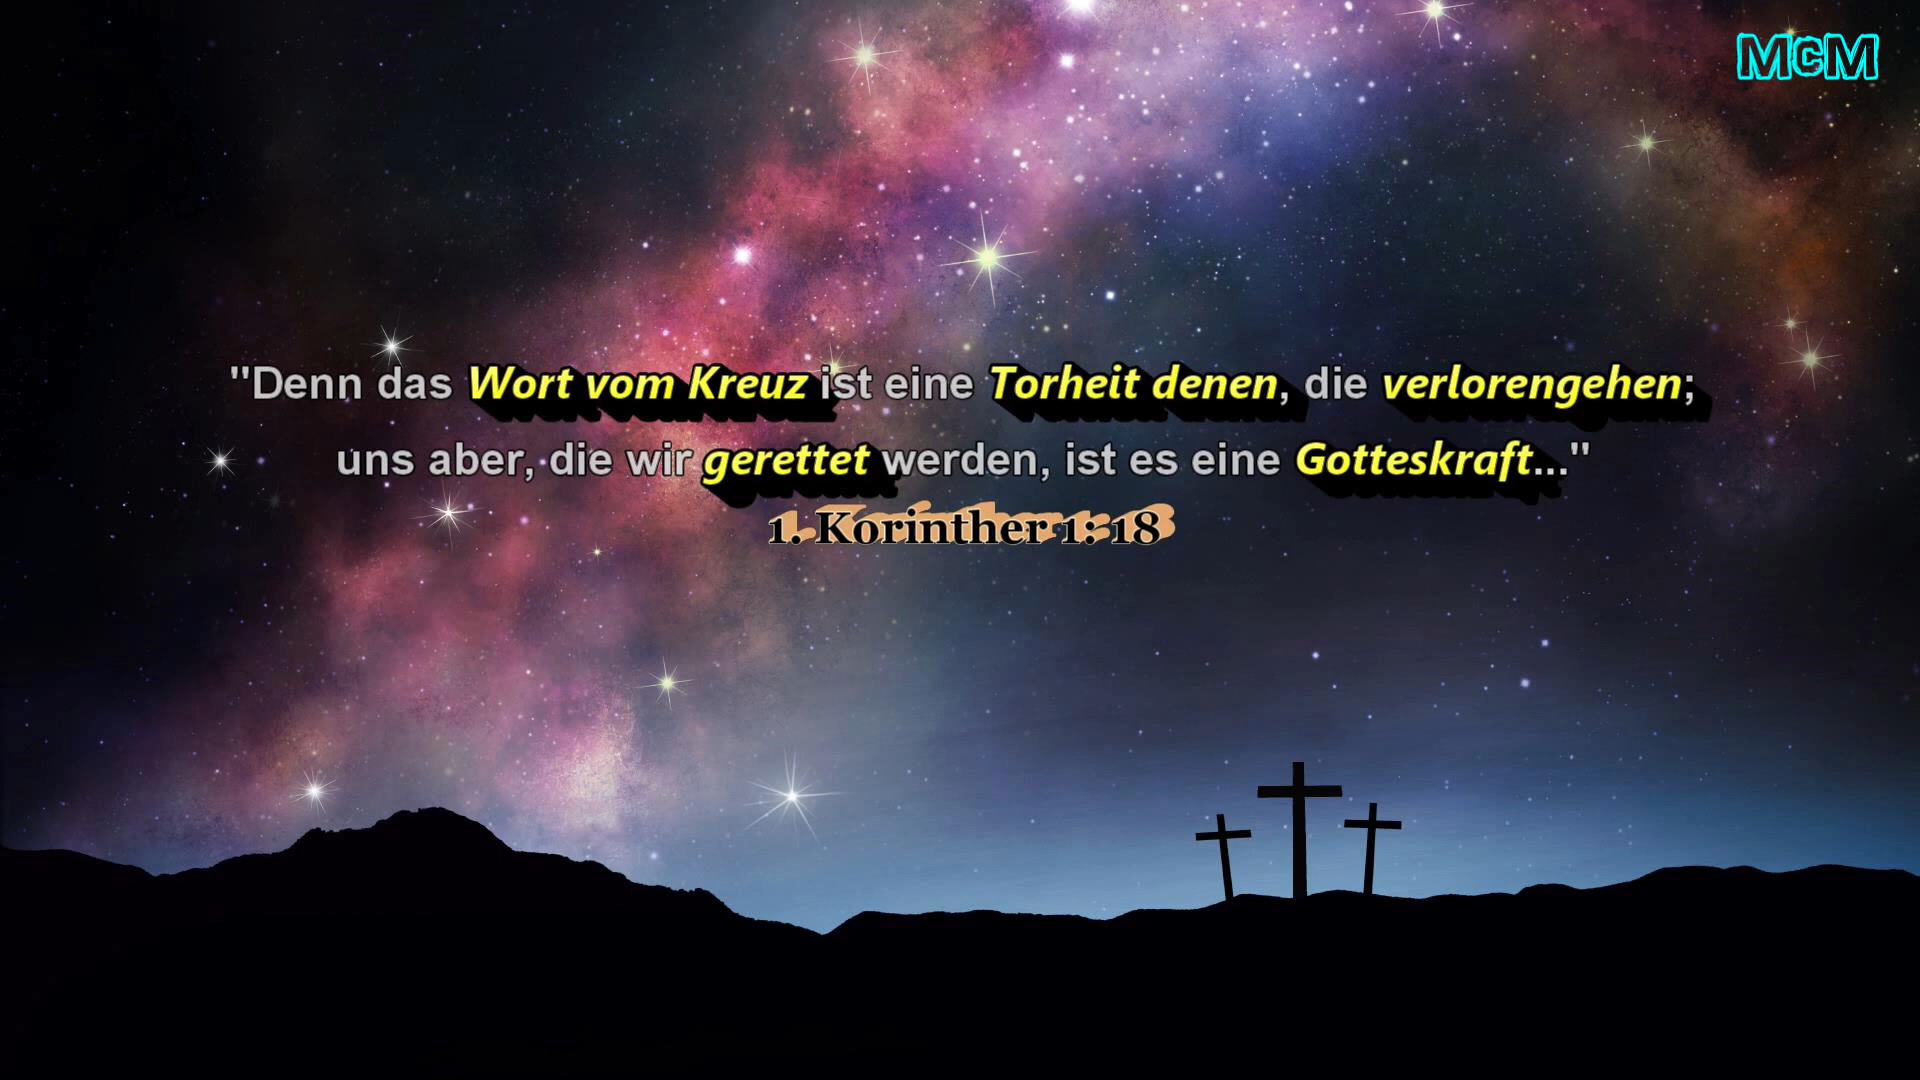 McM
"Denn das Wort vom Kreuz ist eine Torheit denen, die verlorengehen;
uns aber, die wir gerettet werden, ist es eine Gotteskraft..."
1. Korinther 1: 18